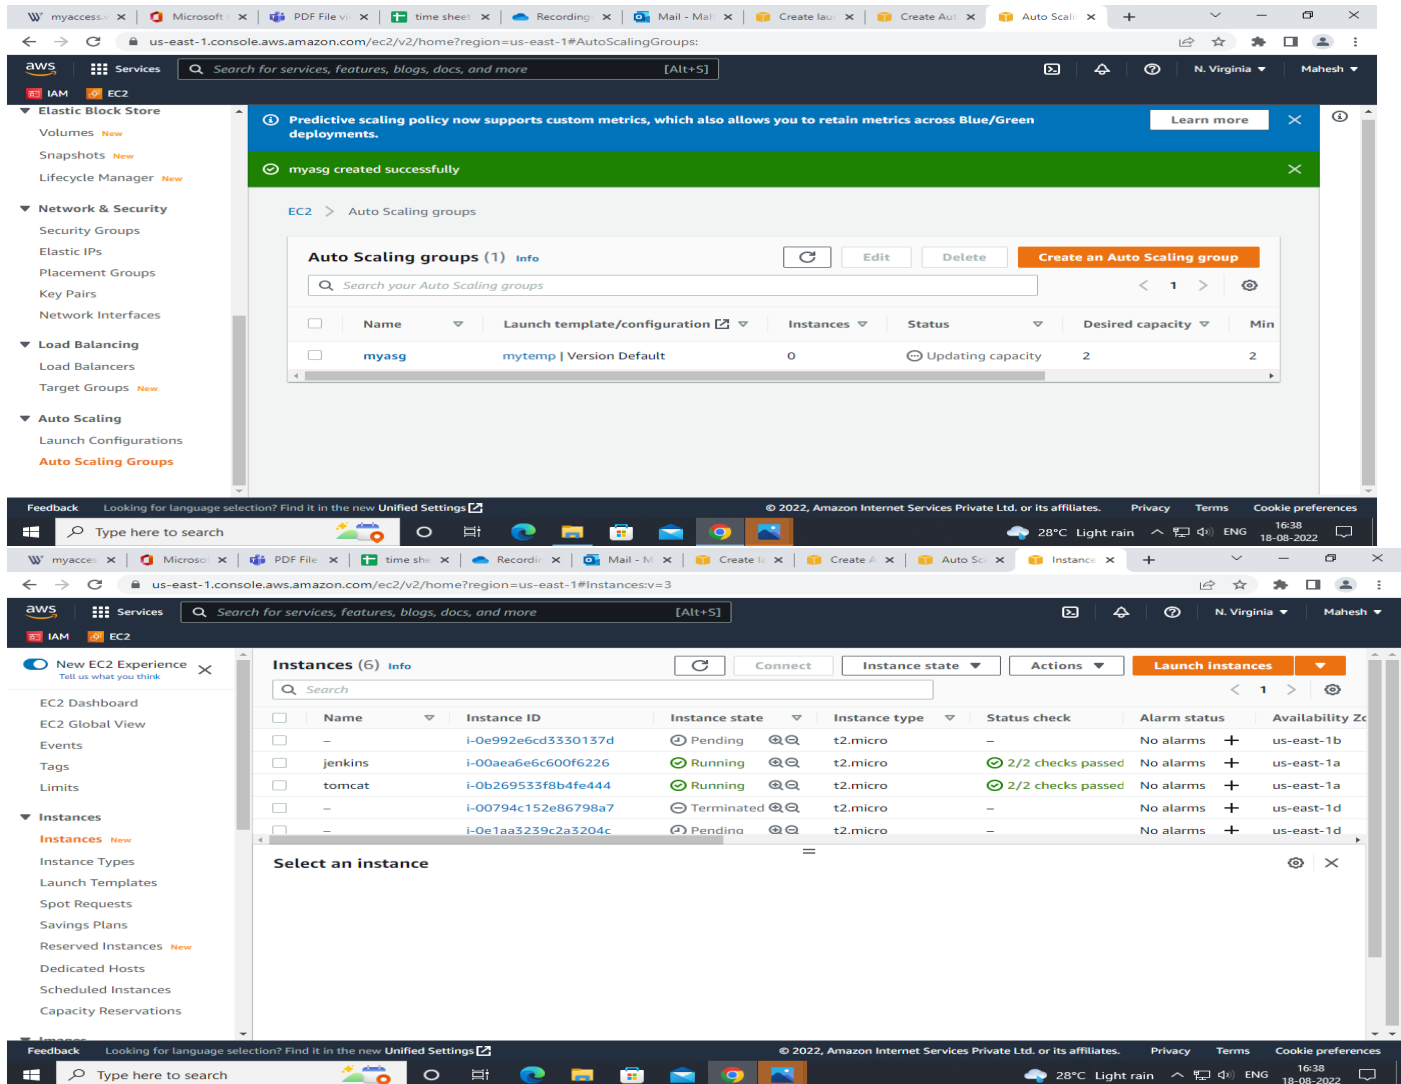 myaccess.v
Microsoft
PDF File vi
time sheet
Recording
Mail - Mah
Create lau
Create Aut
Auto Scali
us-east-1.console.aws.amazon.com/ec2/v2/home?region=us-east-1#AutoScalingGroups:
aws Services Search for services, features, blogs, docs, and more [Alt+S] N. Virginia Mahesh
IAM EC2
Elastic Block Store
Volumes New
Snapshots New
Lifecycle Manager New
Network & Security
Security Groups
Elastic IPs
Placement Groups
Key Pairs
Network Interfaces
Load Balancing
Load Balancers
Target Groups New
Auto Scaling
Launch Configurations
Auto Scaling Groups
Predictive scaling policy now supports custom metrics, which also allows you to retain metrics across Blue/Green
deployments.
Learn more
myasg created successfully
EC2 > Auto Scaling groups
Auto Scaling groups (1) Info Edit Delete Create an Auto Scaling group
Search your Auto Scaling groups 1
Name Launch template/configuration Instances Status Desired capacity Min
myasg mytemp | Version Default 0 Updating capacity 2 2
Feedback Looking for language selection? Find it in the new Unified Settings © 2022, Amazon Internet Services Private Ltd. or its affiliates. Privacy Terms Cookie preferences
Type here to search 28°C Light rain ENG 16:38
18-08-2022
myacces
Microsof
PDF File
time she
Recordin
Mail - M
Create la
Create A
Auto Sc
Instance
us-east-1.console.aws.amazon.com/ec2/v2/home?region=us-east-1#Instances:v=3
aws Services Search for services, features, blogs, docs, and more [Alt+S] N. Virginia Mahesh
IAM EC2
New EC2 Experience
Tell us what you think
EC2 Dashboard
EC2 Global View
Events
Tags
Limits
Instances
Instances New
Instance Types
Launch Templates
Spot Requests
Savings Plans
Reserved Instances New
Dedicated Hosts
Scheduled Instances
Capacity Reservations
Images
Instances (6) Info Connect Instance state Actions Launch instances
Search 1
Name Instance ID Instance state Instance type Status check Alarm status Availability Zo
– i-0e992e6cd3330137d Pending t2.micro – No alarms + us-east-1b
jenkins i-00aea6e6c600f6226 Running t2.micro 2/2 checks passed No alarms + us-east-1a
tomcat i-0b269533f8b4fe444 Running t2.micro 2/2 checks passed No alarms + us-east-1a
– i-00794c152e86798a7 Terminated t2.micro – No alarms + us-east-1d
– i-0e1aa3239c2a3204c Pending t2.micro – No alarms + us-east-1d
Select an instance
Feedback Looking for language selection? Find it in the new Unified Settings © 2022, Amazon Internet Services Private Ltd. or its affiliates. Privacy Terms Cookie preferences
Type here to search 28°C Light rain ENG 16:38
18-08-2022